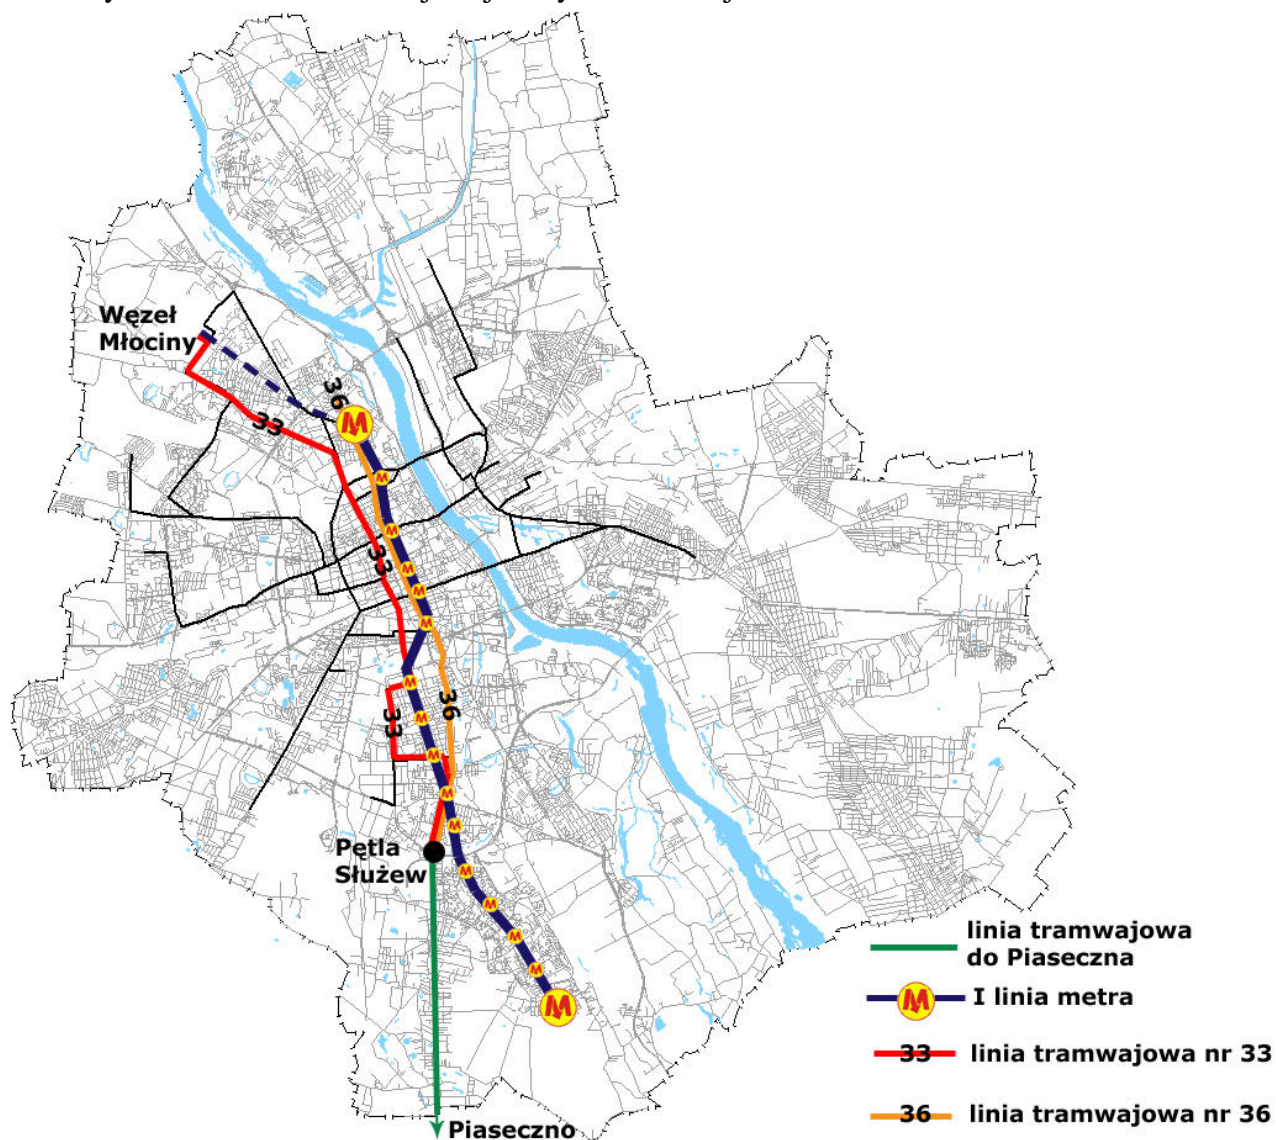 Węzeł
Młociny
36
33
33
36
33
Pętla
Służew
Piaseczno
linia tramwajowa
do Piaseczna
M I linia metra
33 linia tramwajowa nr 33
36 linia tramwajowa nr 36